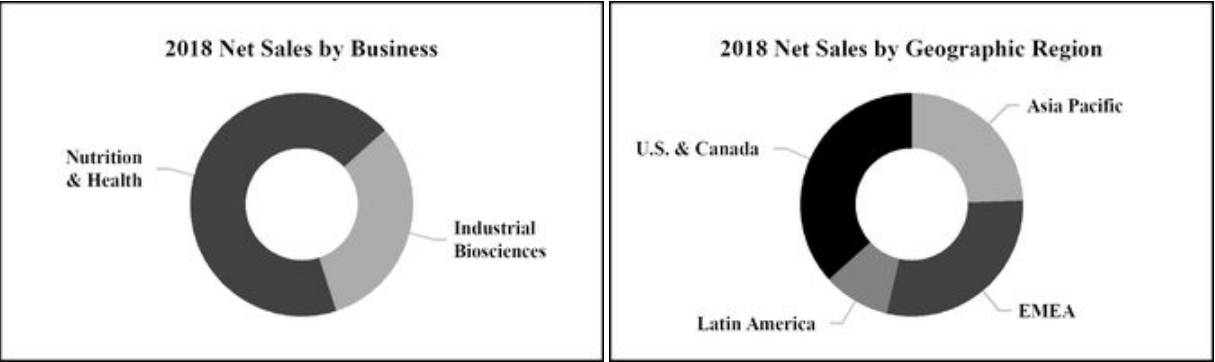 2018 Net Sales by Business
Nutrition
& Health
Industrial
Biosciences
2018 Net Sales by Geographic Region
Asia Pacific
U.S. & Canada
EMEA
Latin America